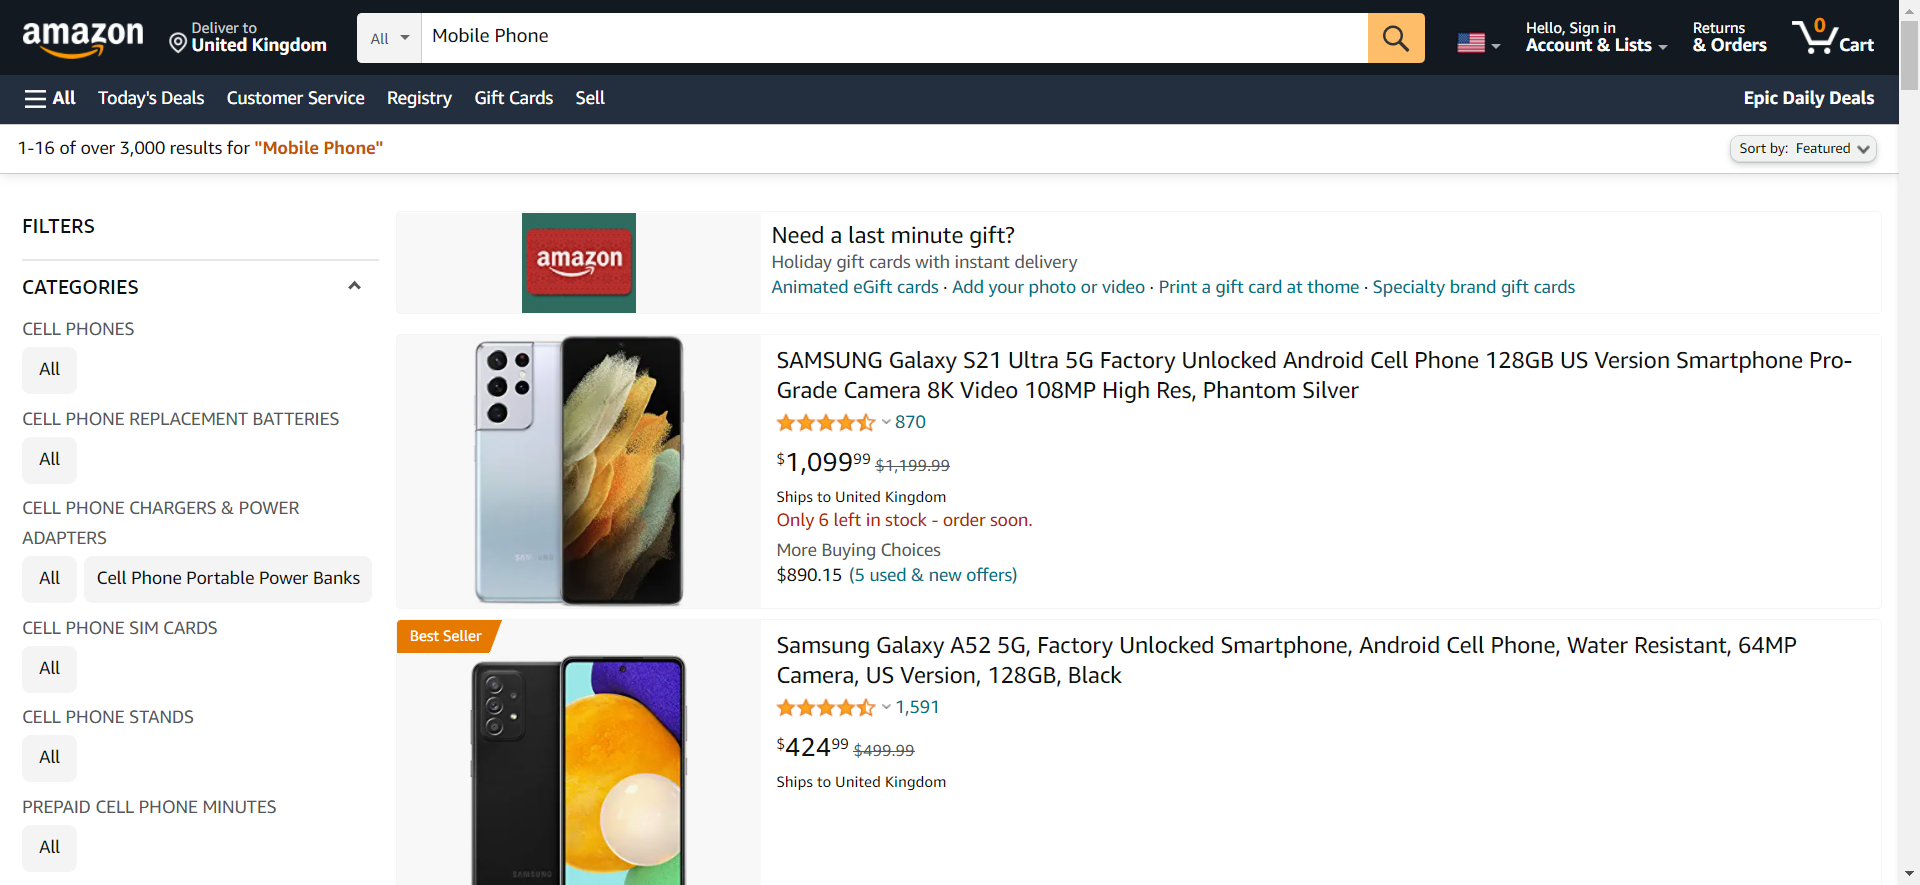 amazon
Deliver to
United Kingdom
All
Mobile Phone
Hello, Sign in
Account & Lists
Returns
& Orders
0
Cart
All
Today's Deals
Customer Service
Registry
Gift Cards
Sell
Epic Daily Deals
1-16 of over 3,000 results for "Mobile Phone"
Sort by: Featured
FILTERS
CATEGORIES
CELL PHONES
All
CELL PHONE REPLACEMENT BATTERIES
All
CELL PHONE CHARGERS & POWER
ADAPTERS
All
Cell Phone Portable Power Banks
CELL PHONE SIM CARDS
All
CELL PHONE STANDS
All
PREPAID CELL PHONE MINUTES
All
amazon
Need a last minute gift?
Holiday gift cards with instant delivery
Animated eGift cards · Add your photo or video · Print a gift card at thome · Specialty brand gift cards
SAMSUNG
SAMSUNG Galaxy S21 Ultra 5G Factory Unlocked Android Cell Phone 128GB US Version Smartphone Pro-
Grade Camera 8K Video 108MP High Res, Phantom Silver
870
$1,09999 $1,199.99
Ships to United Kingdom
Only 6 left in stock - order soon.
More Buying Choices
$890.15 (5 used & new offers)
Best Seller
SAMSUNG
Samsung Galaxy A52 5G, Factory Unlocked Smartphone, Android Cell Phone, Water Resistant, 64MP
Camera, US Version, 128GB, Black
1,591
$42499 $499.99
Ships to United Kingdom